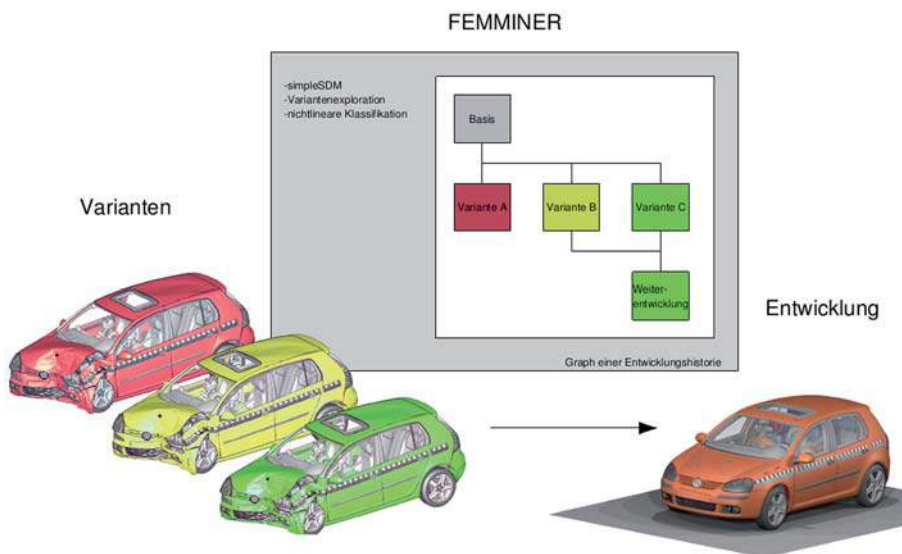 FEMMINER
-simpleSDM
-Variantenexploration
-nichtlineare Klassifikation
Basis
Varianten
Variante A
Variante B
Variante C
Weiter-
entwicklung
Entwicklung
Graph einer Entwicklungshistorie